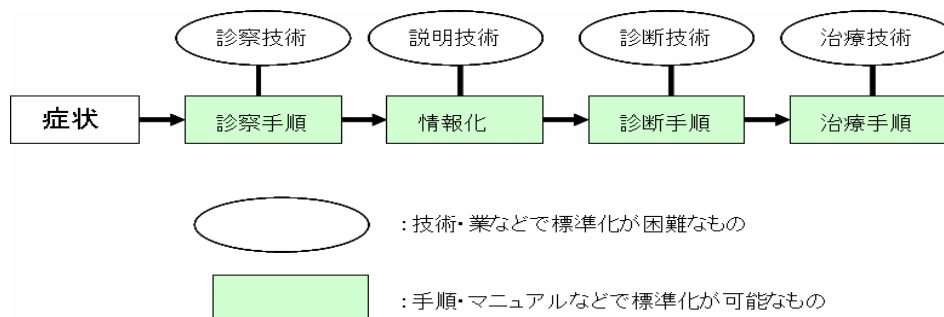 診察技術
説明技術
診断技術
治療技術
症状
診察手順
情報化
診断手順
治療手順
：技術・業などで標準化が困難なもの
：手順・マニュアルなどで標準化が可能なもの